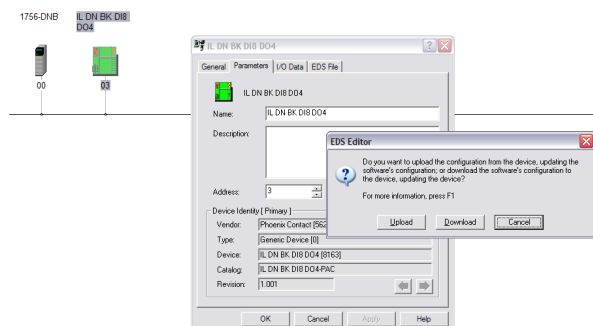 1756-DNB
IL DN BK DI8
DO4
00
03
IL DN BK DI8 DO4
General
Parameters
I/O Data
EDS File
IL DN BK DI8 DO4
Name:
IL DN BK DI8 DO4
Description:
Address:
3
Device Identity [ Primary ]
Vendor:
Phoenix Contact [562
Type:
Generic Device [0]
Device:
IL DN BK DI8 DO4 [8163]
Catalog:
IL DN BK DI8 DO4-PAC
Revision:
1.001
OK
Cancel
Apply
Help
EDS Editor
Do you want to upload the configuration from the device, updating the
software's configuration; or download the software's configuration to
the device, updating the device?
For more information, press F1
Upload
Download
Cancel